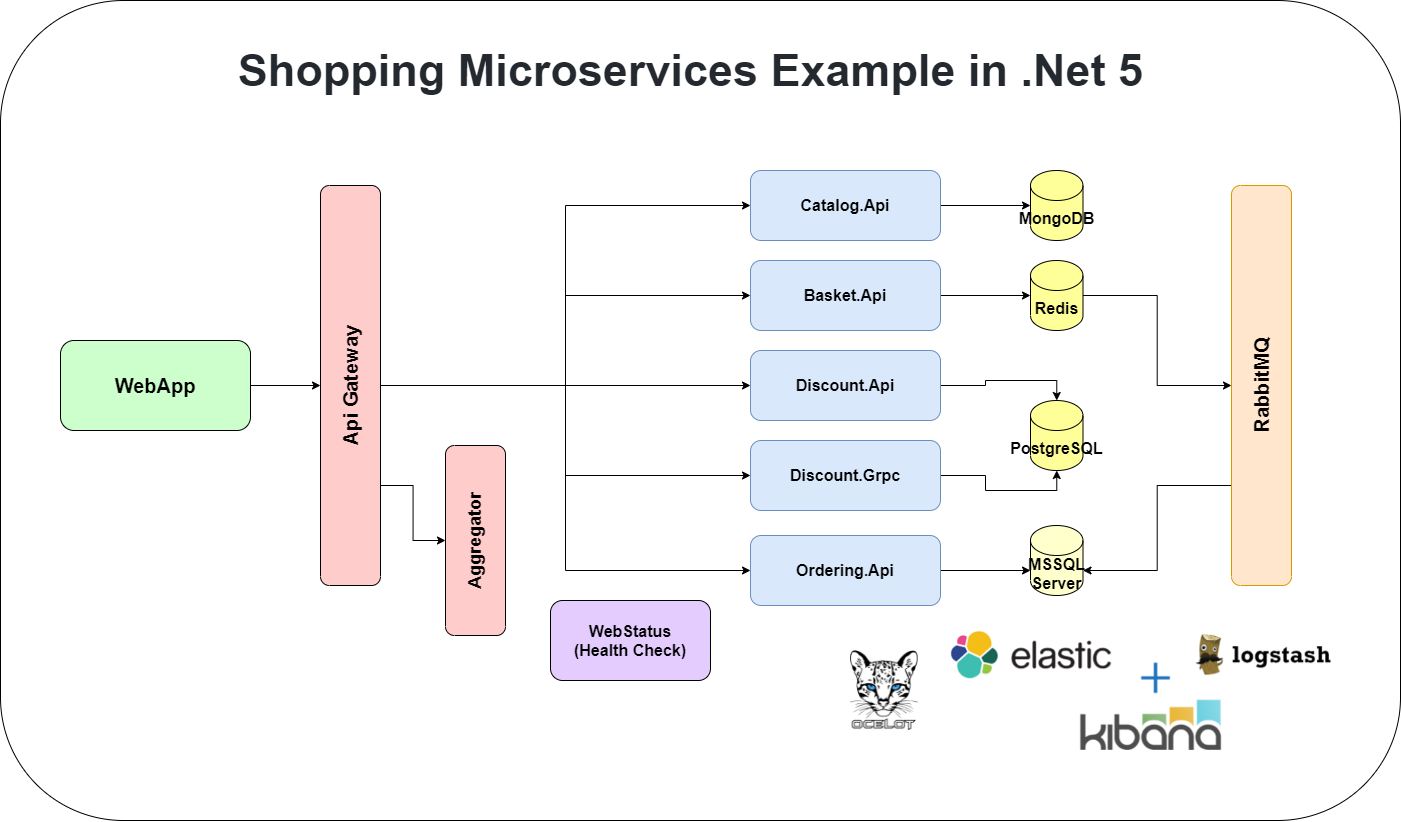 Shopping Microservices Example in .Net 5
WebApp
Api Gateway
Aggregator
Catalog.Api
Basket.Api
Discount.Api
Discount.Grpc
Ordering.Api
MongoDB
Redis
PostgreSQL
MSSQL
Server
RabbitMQ
WebStatus
(Health Check)
OCELOT
elastic
logstash
kibana